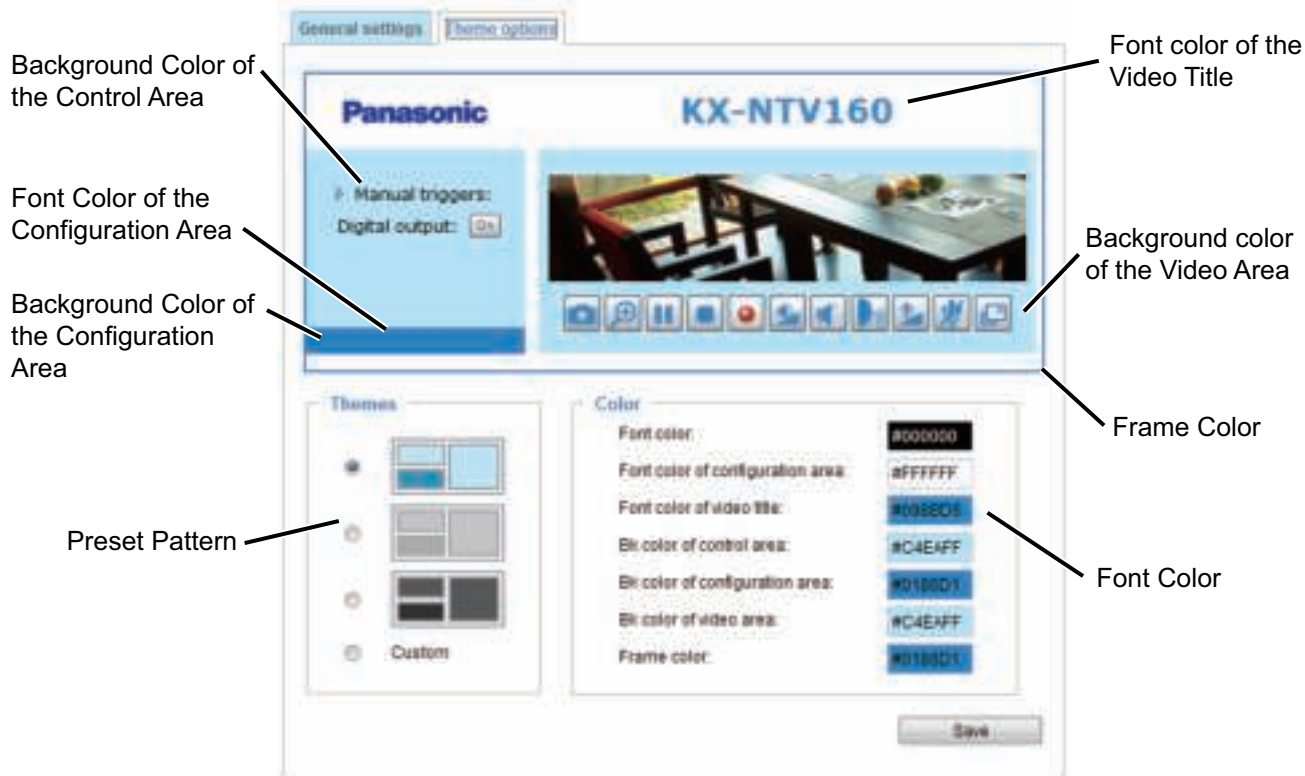 General settings
Theme options
Background Color of
the Control Area
Font color of the
Video Title
Panasonic
KX-NTV160
Manual triggers:
Digital output: On
Font Color of the
Configuration Area
Background color
of the Video Area
Background Color of
the Configuration
Area
Frame Color
Themes
Custom
Preset Pattern
Color
Font color: #000000
Font color of configuration area: #FFFFFF
Font color of video title:
Bk color of control area: #C4EAFF
Bk color of configuration area: #0186D1
Bk color of video area: #C4EAFF
Frame color: #0186D1
Font Color
Save